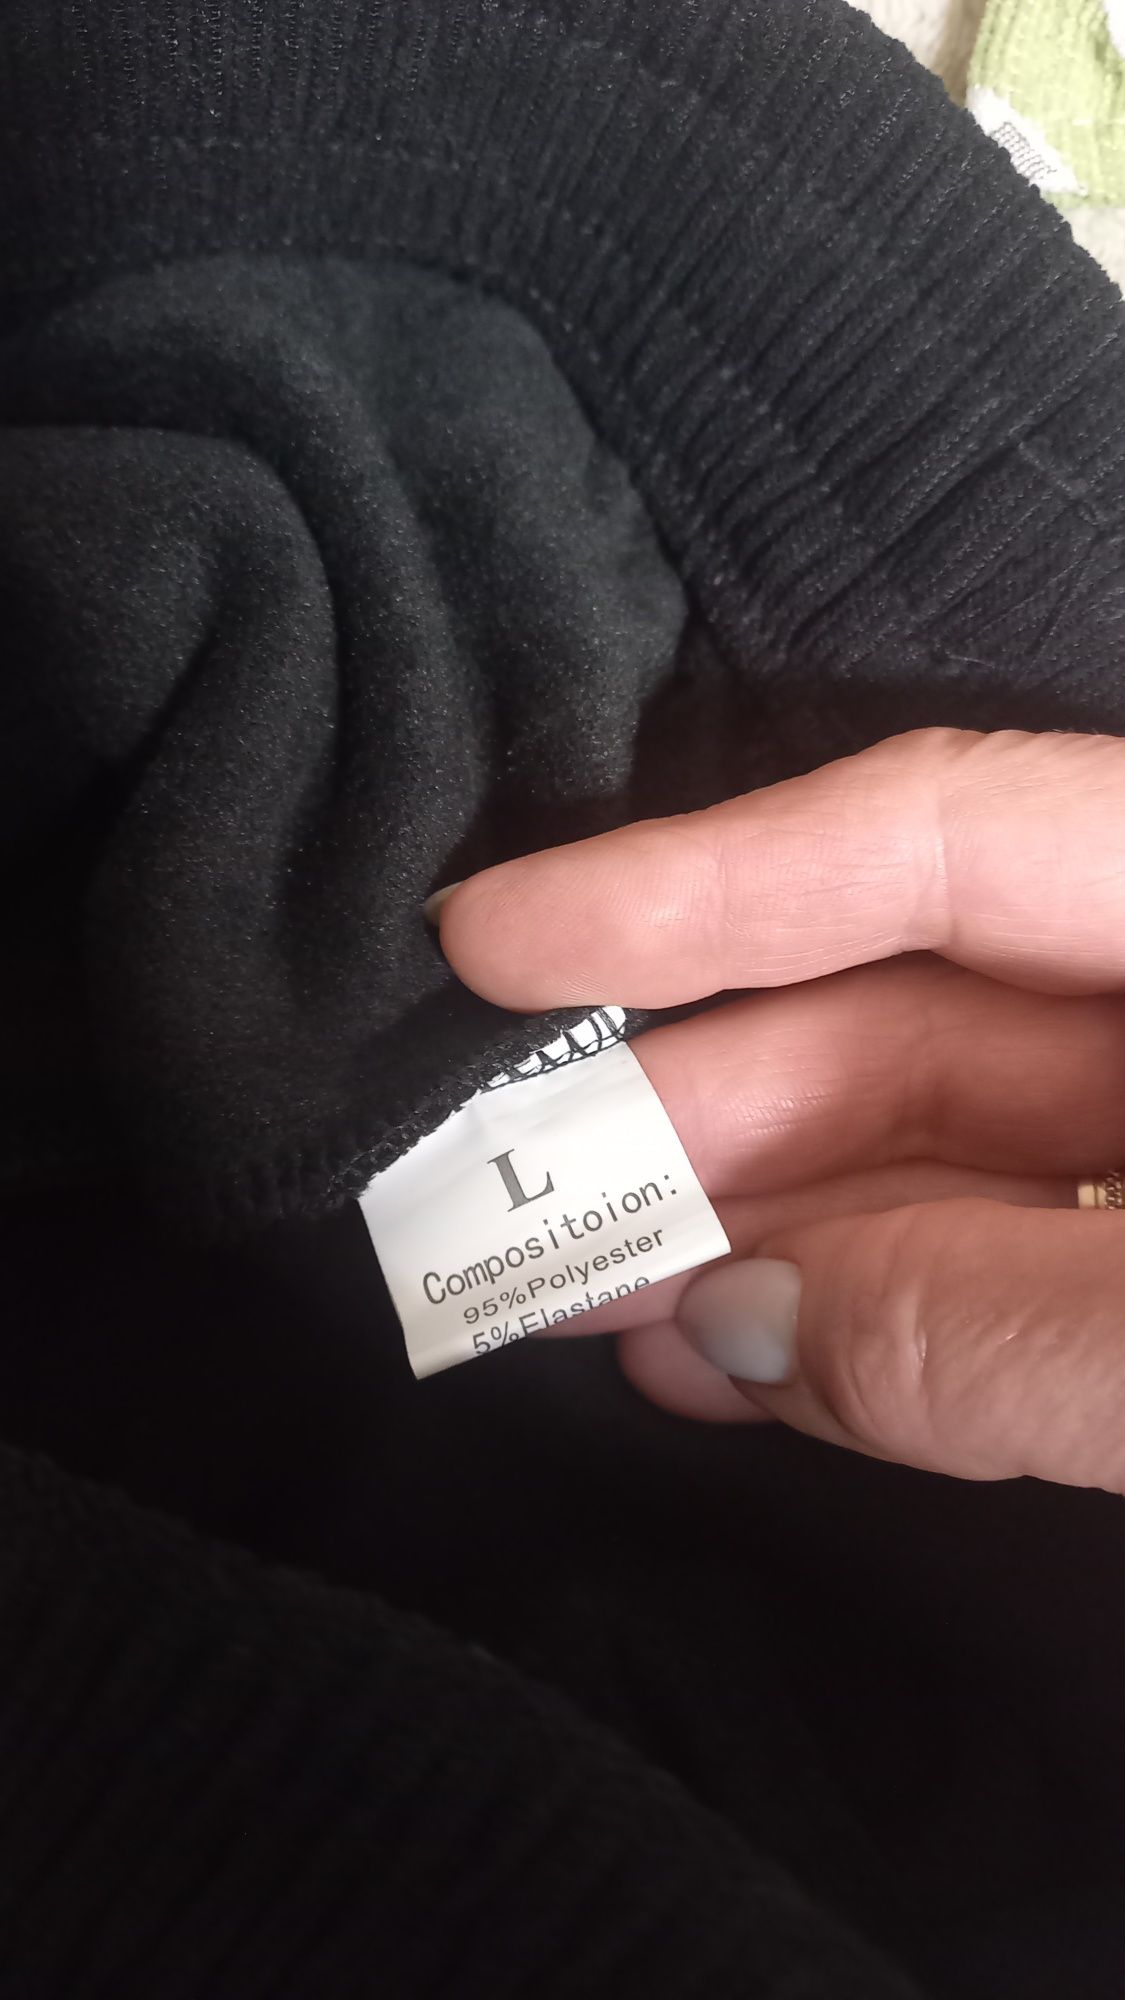 L
Compositoion:
95%Polyester
5%Elastane